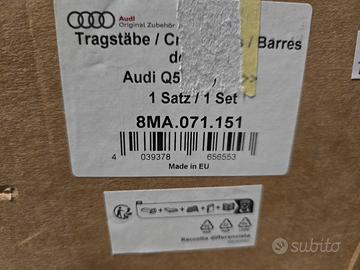 Audi
Original Zubehör
Tragstäbe / Cr s / Barres
de
Audi Q5 >>
1 Satz / 1 Set
8MA.071.151
4 039378 656553
Made in EU
Raccolta differenziata
subito